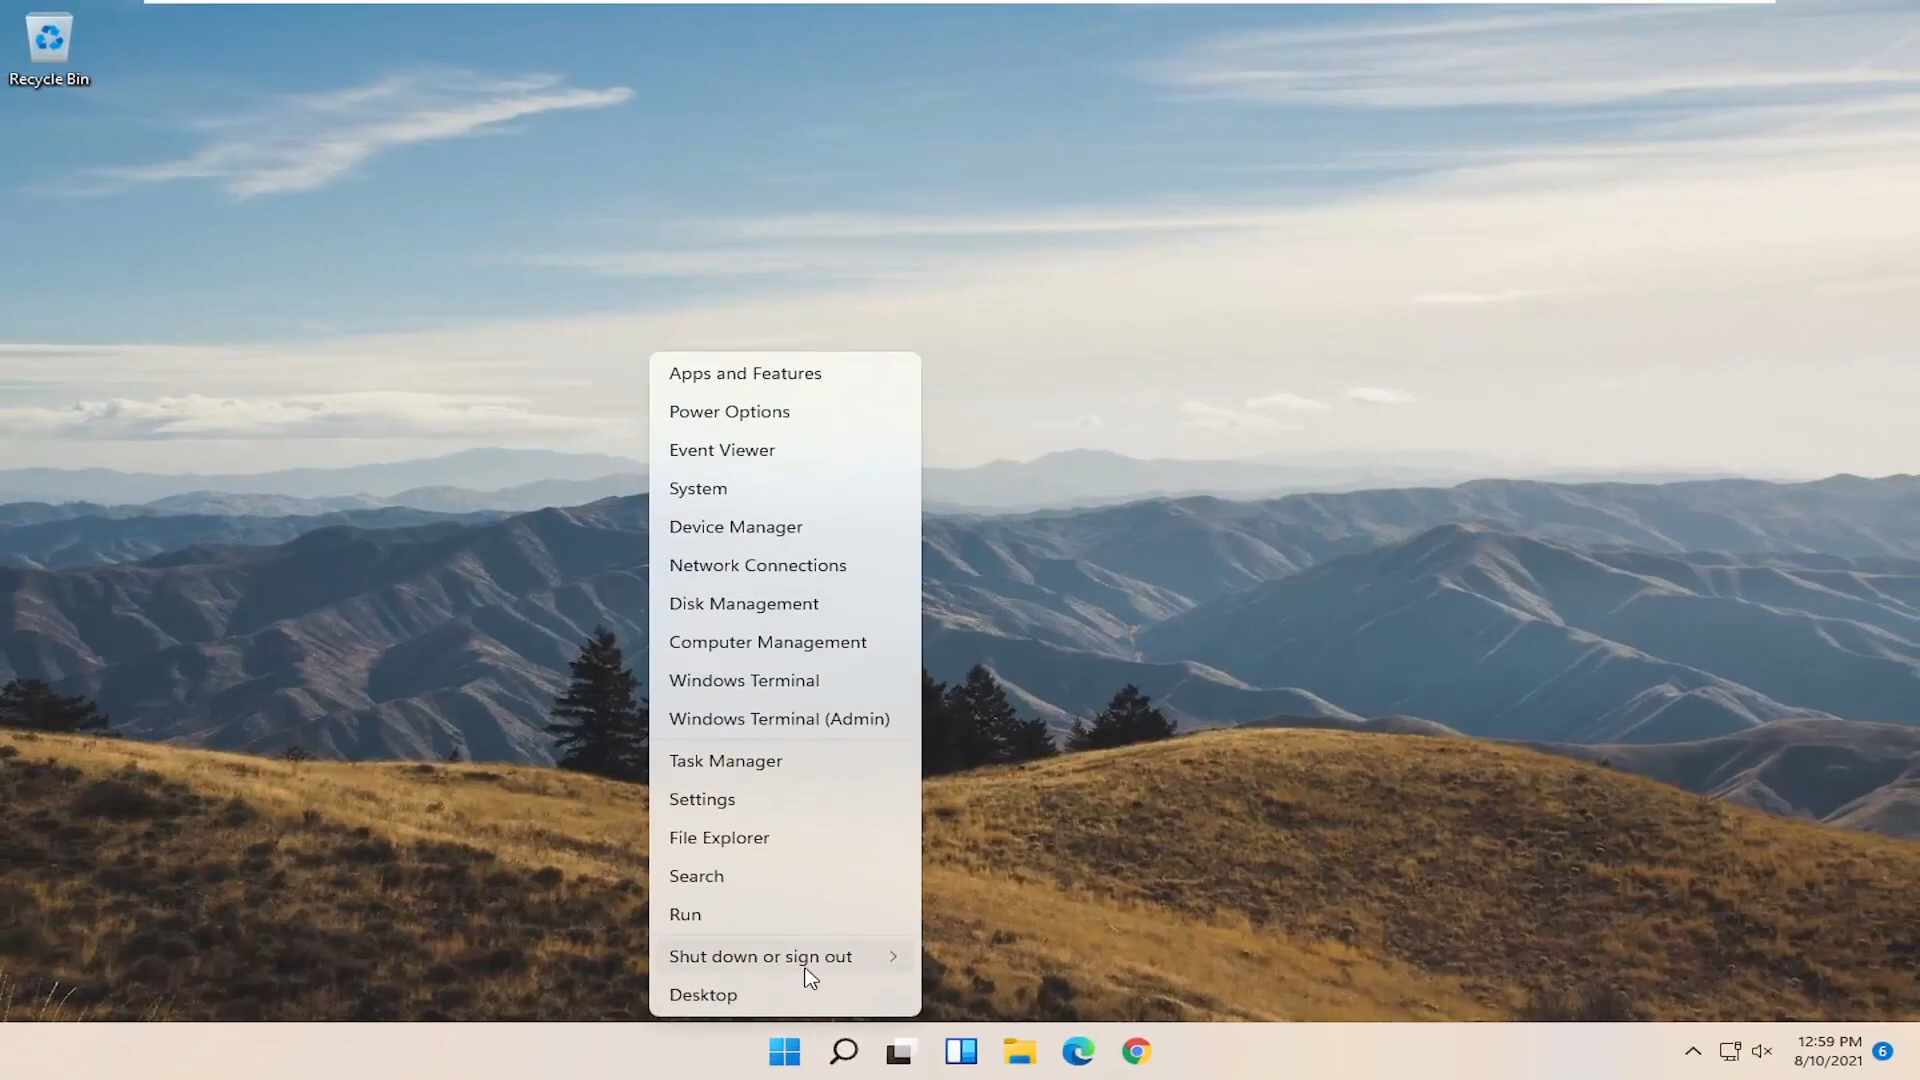 Recycle Bin
Apps and Features
Power Options
Event Viewer
System
Device Manager
Network Connections
Disk Management
Computer Management
Windows Terminal
Windows Terminal (Admin)
Task Manager
Settings
File Explorer
Search
Run
Shut down or sign out
Desktop
12:59 PM
8/10/2021
6